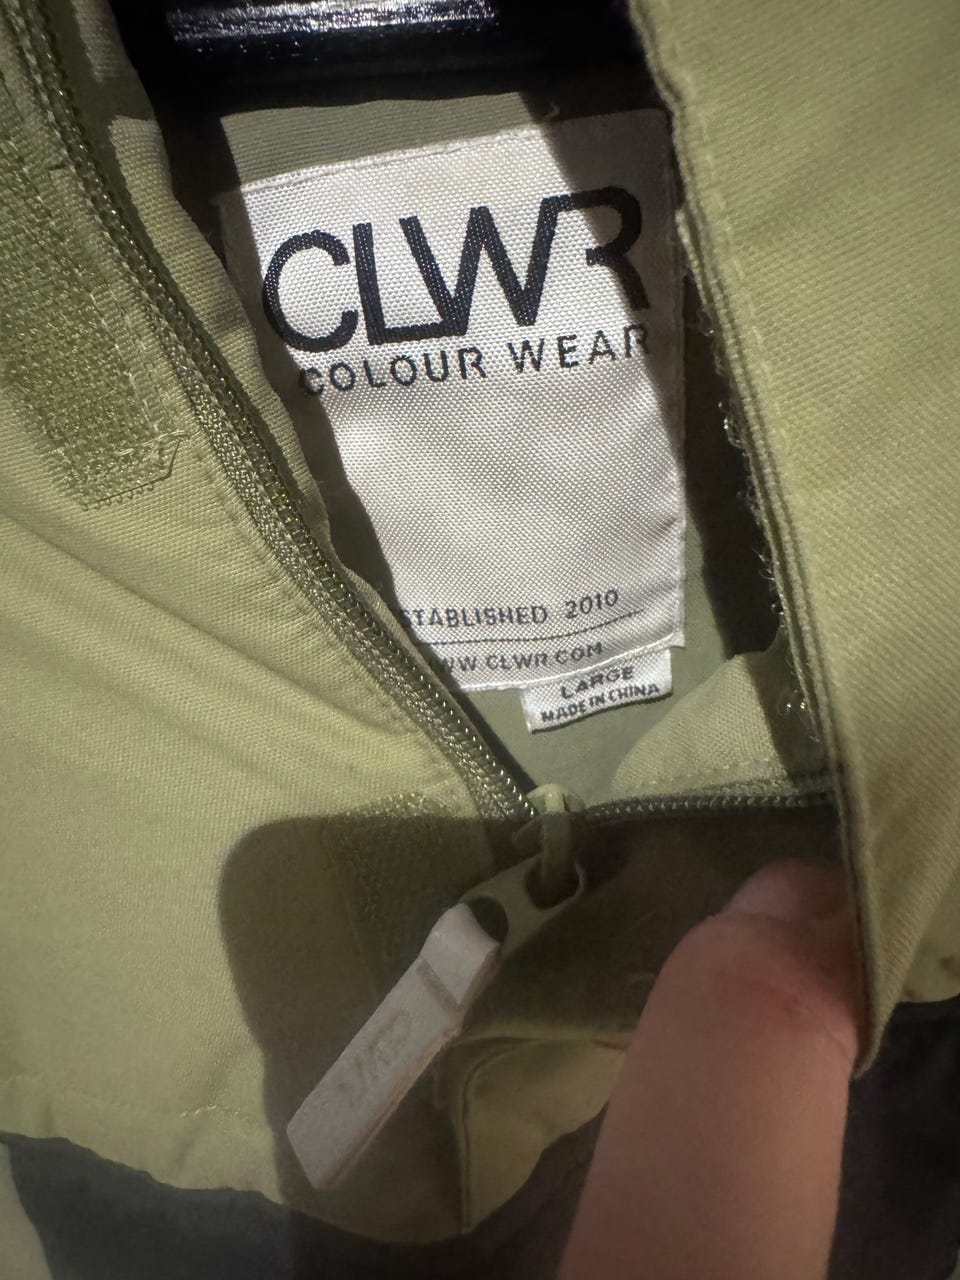 CLWR
COLOUR WEAR
STABLISHED 2010
WW CLWR.COM
LARGE
MADE IN CHINA